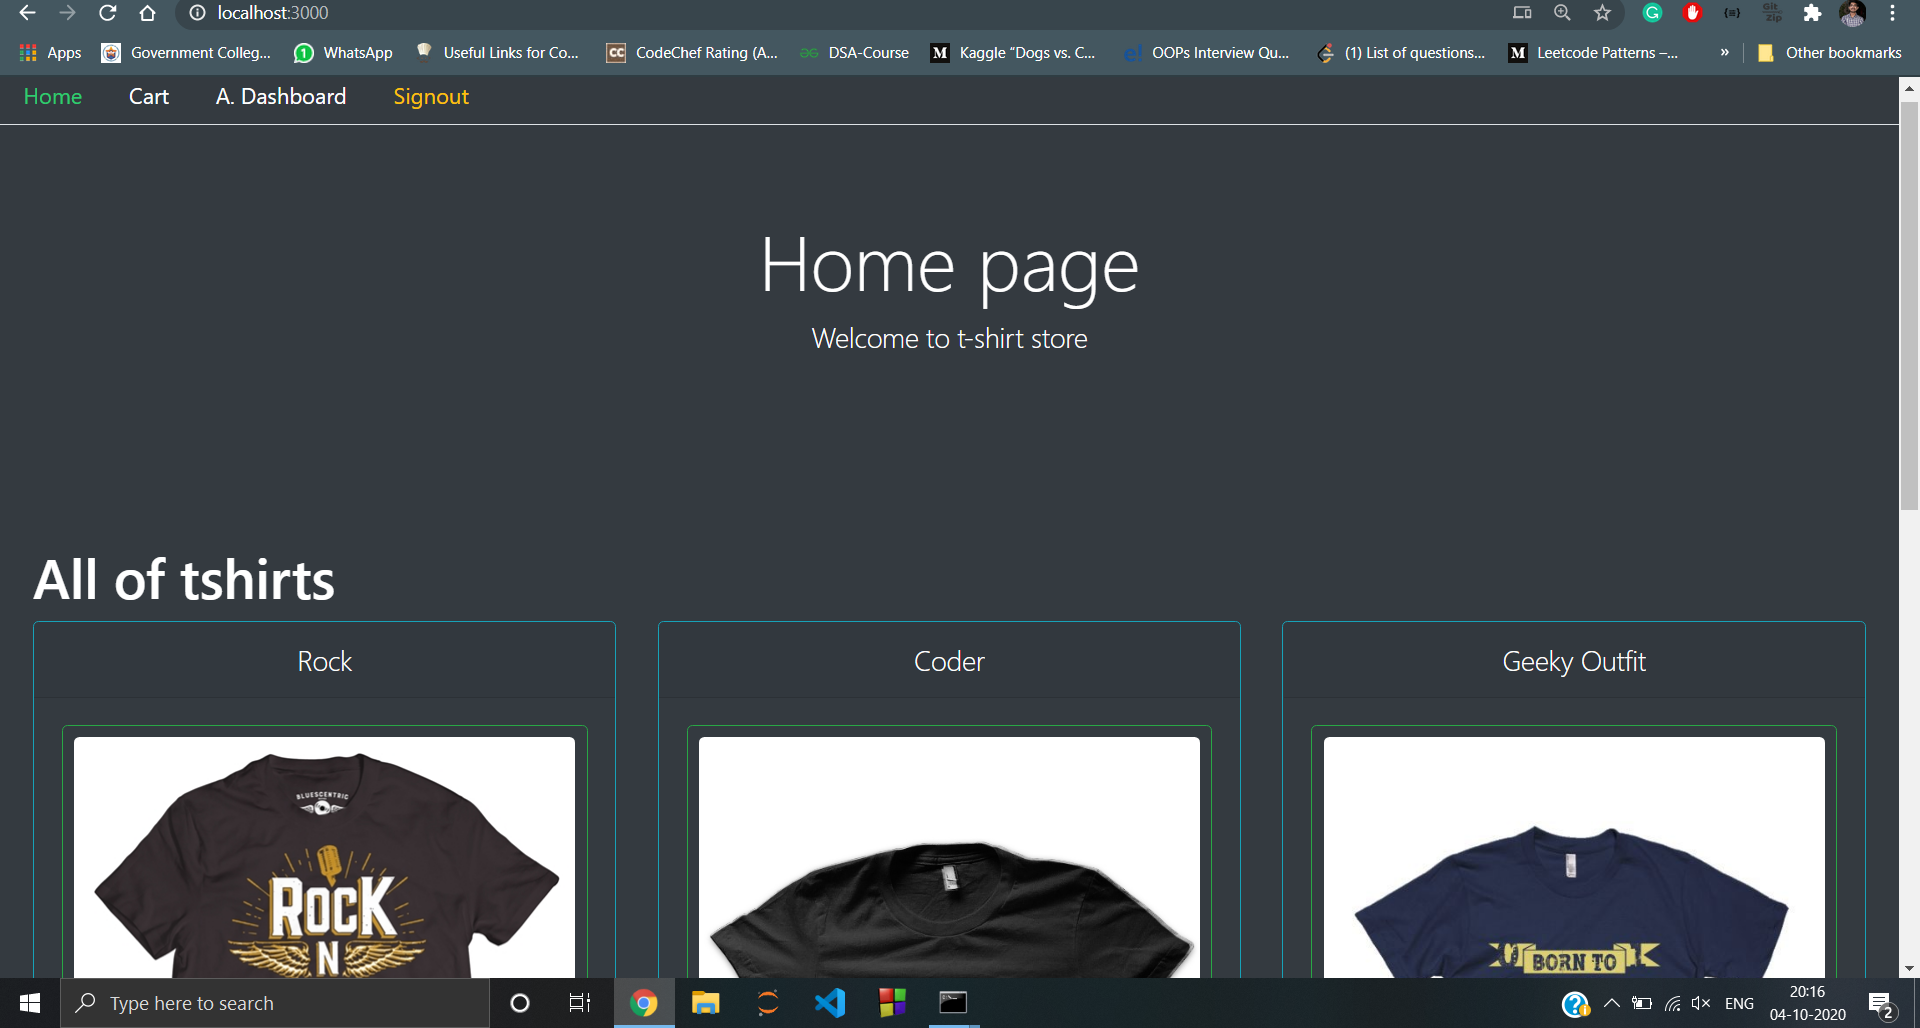 localhost:3000
Apps Government Colleg... WhatsApp Useful Links for Co... CC CodeChef Rating (A... DSA-Course M Kaggle “Dogs vs. C... e! OOPs Interview Qu... (1) List of questions... M Leetcode Patterns –... » Other bookmarks
Home Cart A. Dashboard Signout
Home page
Welcome to t-shirt store
All of tshirts
Rock Coder Geeky Outfit
BLUESCENTRIC
ROCK
N
BORN TO
Type here to search
ENG
20:16
04-10-2020
2